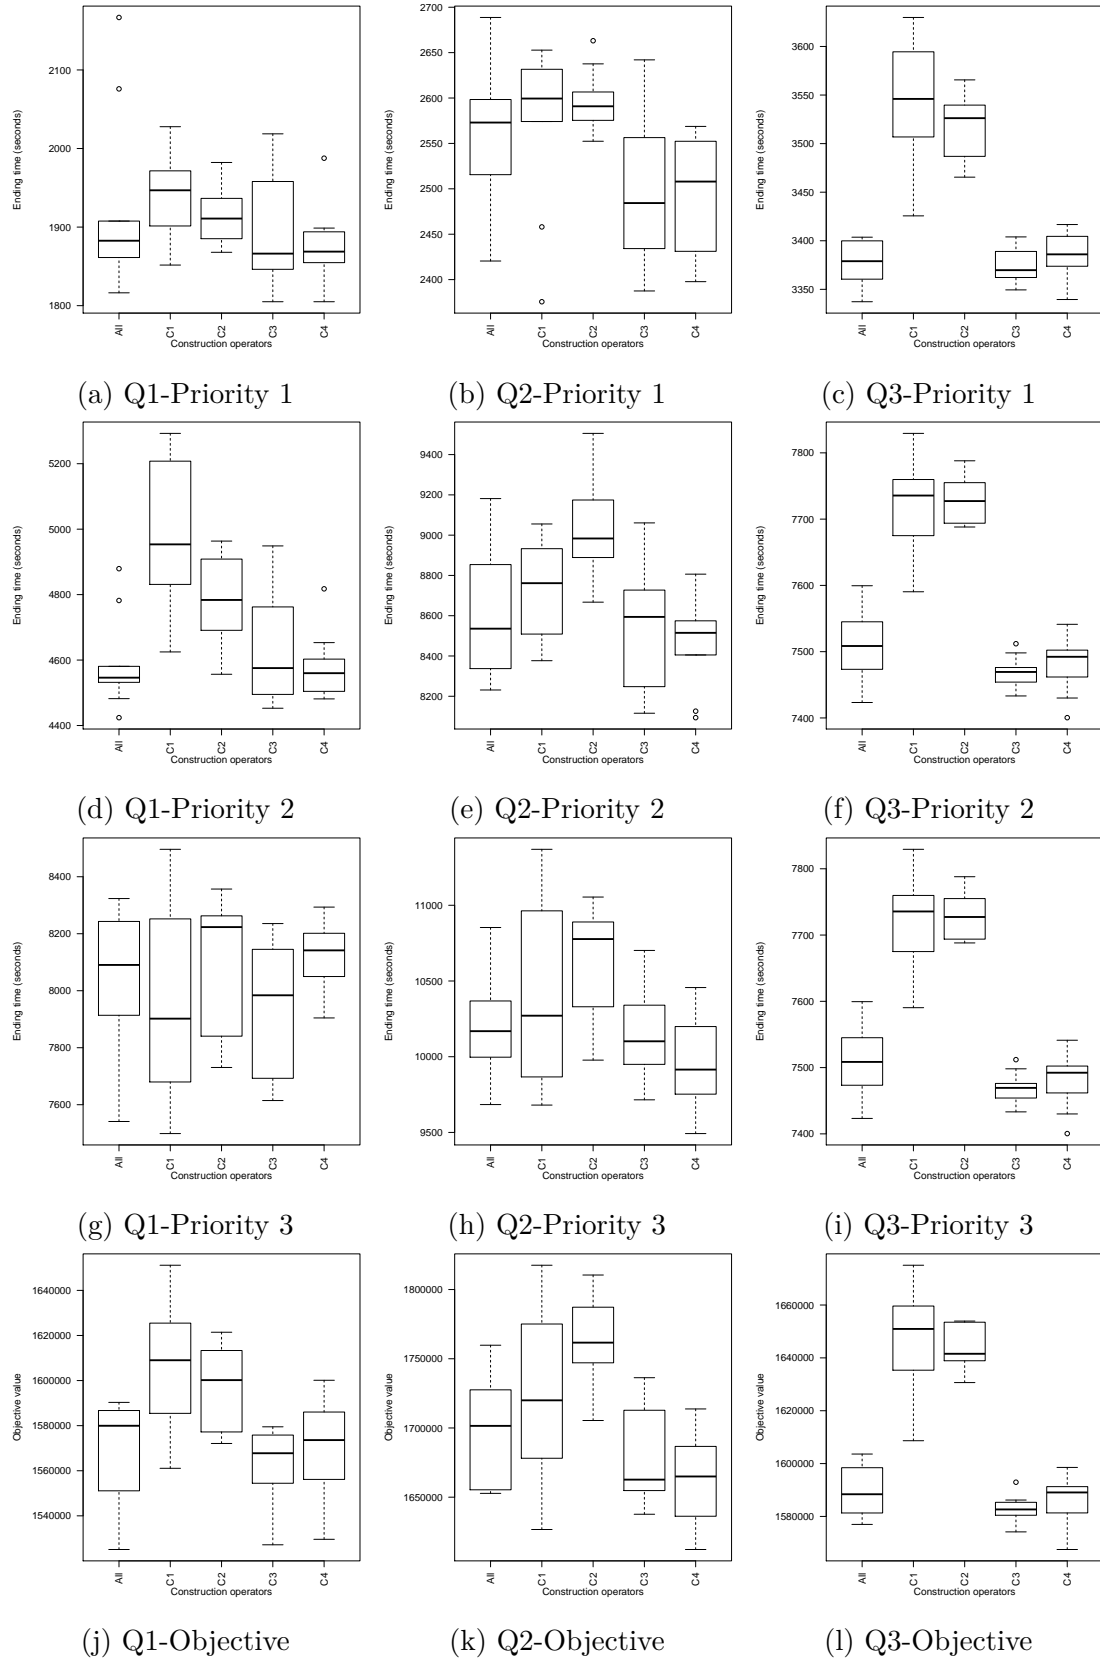 2100
2000
1900
1800
Ending time (seconds)
All
C1
C2
C3
C4
Construction operators
2700
2650
2600
2550
2500
2450
2400
Ending time (seconds)
All
C1
C2
C3
C4
Construction operators
3600
3550
3500
3450
3400
3350
Ending time (seconds)
All
C1
C2
C3
C4
Construction operators
(a) Q1-Priority 1
(b) Q2-Priority 1
(c) Q3-Priority 1
5200
5000
4800
4600
4400
Ending time (seconds)
All
C1
C2
C3
C4
Construction operators
9400
9200
9000
8800
8600
8400
8200
Ending time (seconds)
All
C1
C2
C3
C4
Construction operators
7800
7700
7600
7500
7400
Ending time (seconds)
All
C1
C2
C3
C4
Construction operators
(d) Q1-Priority 2
(e) Q2-Priority 2
(f) Q3-Priority 2
8400
8200
8000
7800
7600
Ending time (seconds)
All
C1
C2
C3
C4
Construction operators
11000
10500
10000
9500
Ending time (seconds)
All
C1
C2
C3
C4
Construction operators
7800
7700
7600
7500
7400
Ending time (seconds)
All
C1
C2
C3
C4
Construction operators
(g) Q1-Priority 3
(h) Q2-Priority 3
(i) Q3-Priority 3
1640000
1620000
1600000
1580000
1560000
1540000
Objective value
All
C1
C2
C3
C4
Construction operators
1800000
1750000
1700000
1650000
Objective value
All
C1
C2
C3
C4
Construction operators
1660000
1640000
1620000
1600000
1580000
Objective value
All
C1
C2
C3
C4
Construction operators
(j) Q1-Objective
(k) Q2-Objective
(l) Q3-Objective